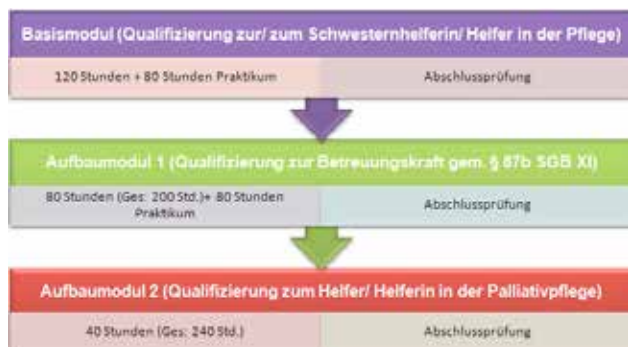 Basismodul (Qualifizierung zur/ zum Schwesternhelferin/ Helfer in der Pflege)
120 Stunden + 80 Stunden Praktikum
Abschlussprüfung
Aufbaumodul 1 (Qualifizierung zur Betreuungskraft gem. § 87b SGB XI)
80 Stunden (Ges: 200 Std.)+ 80 Stunden
Praktikum
Abschlussprüfung
Aufbaumodul 2 (Qualifizierung zum Helfer/ Helferin in der Palliativpflege)
40 Stunden (Ges: 240 Std.)
Abschlussprüfung